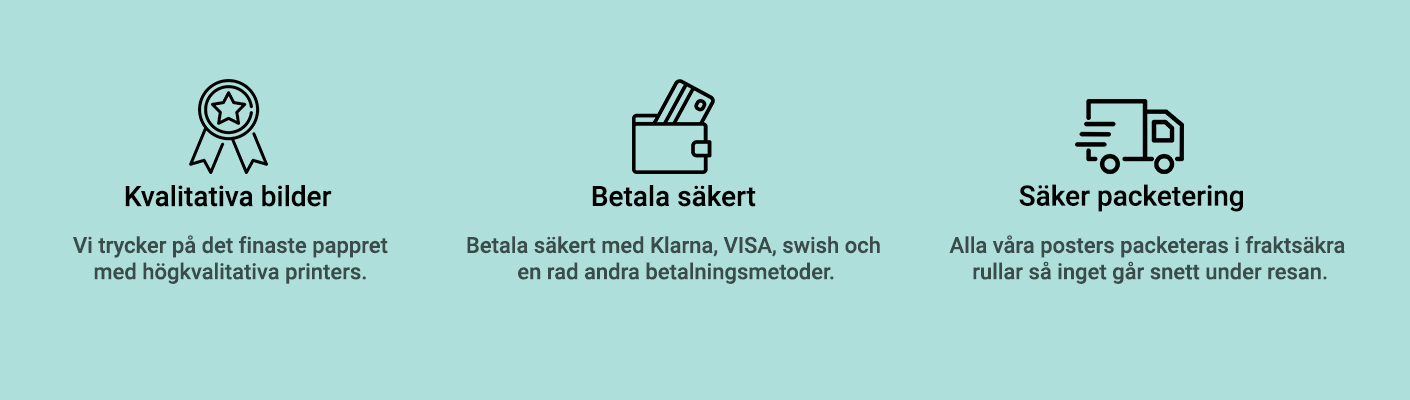 Kvalitativa bilder
Vi trycker på det finaste pappret
med högkvalitativa printers.
Betala säkert
Betala säkert med Klarna, VISA, swish och
en rad andra betalningsmetoder.
Säker packetering
Alla våra posters packeteras i fraktsäkra
rullar så inget går snett under resan.